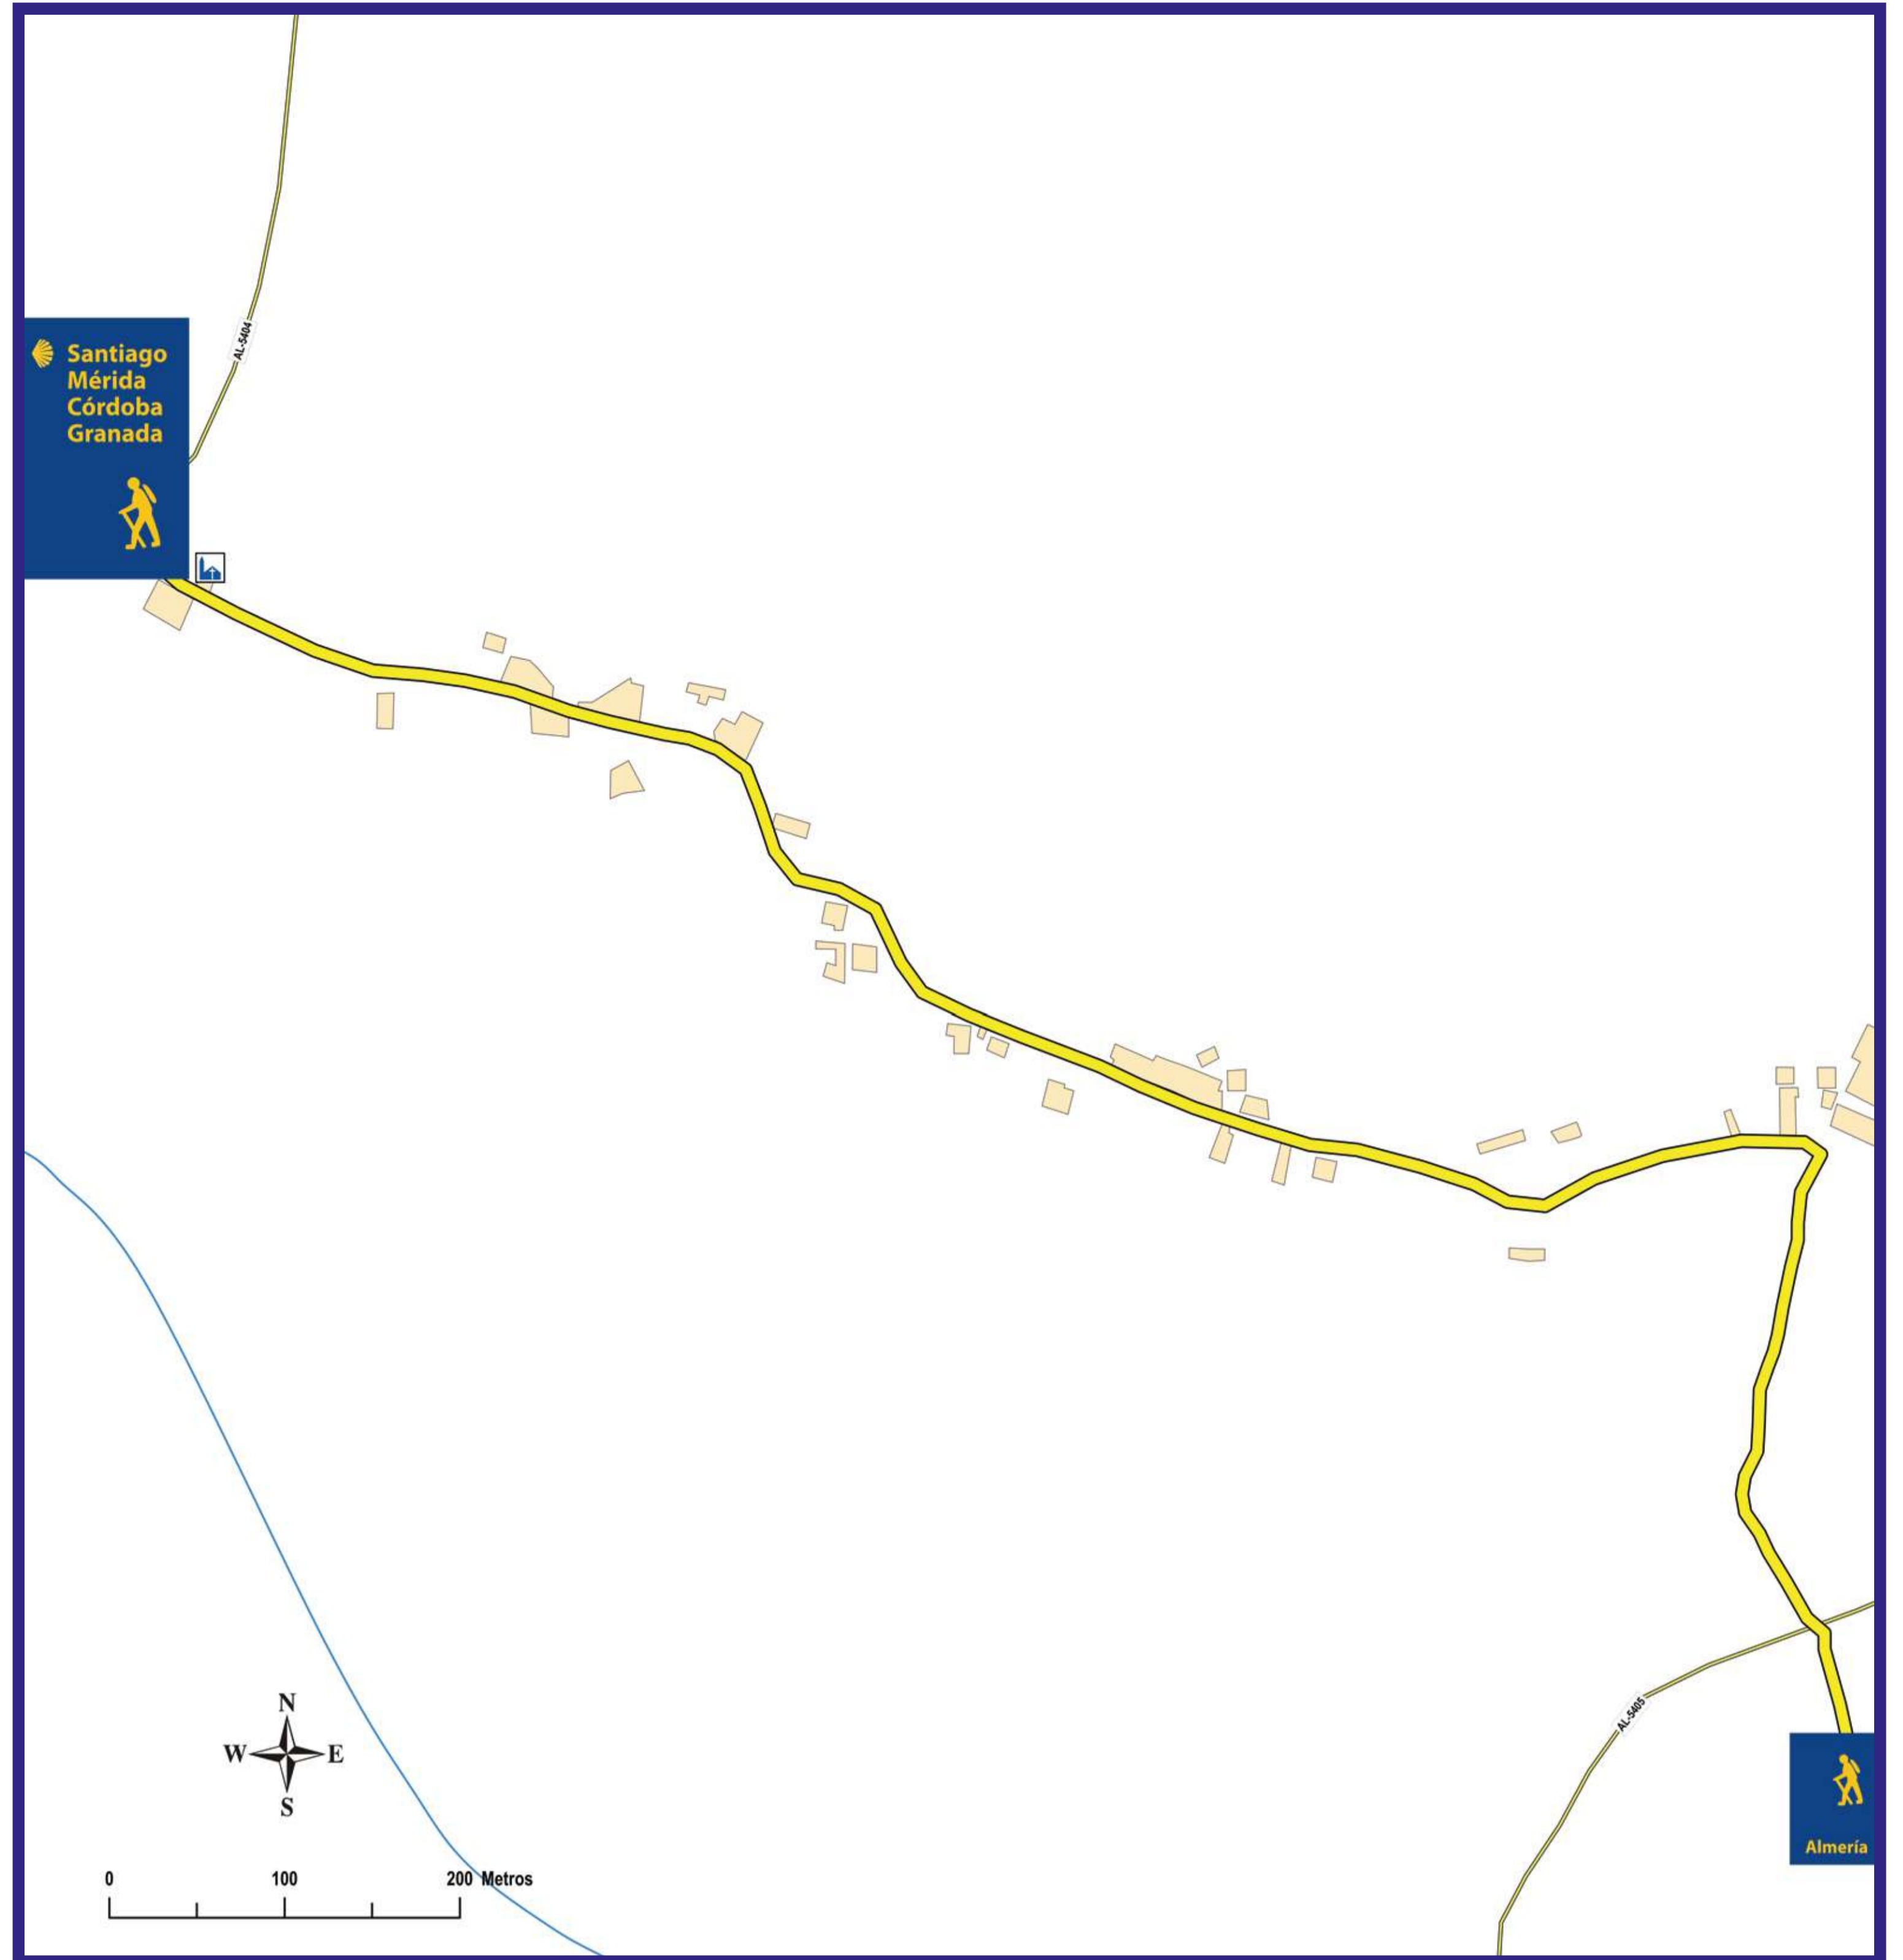 AL-5404
Santiago
Mérida
Córdoba
Granada
AL-5405
N
W
E
S
Almería
0
100
200 Metros